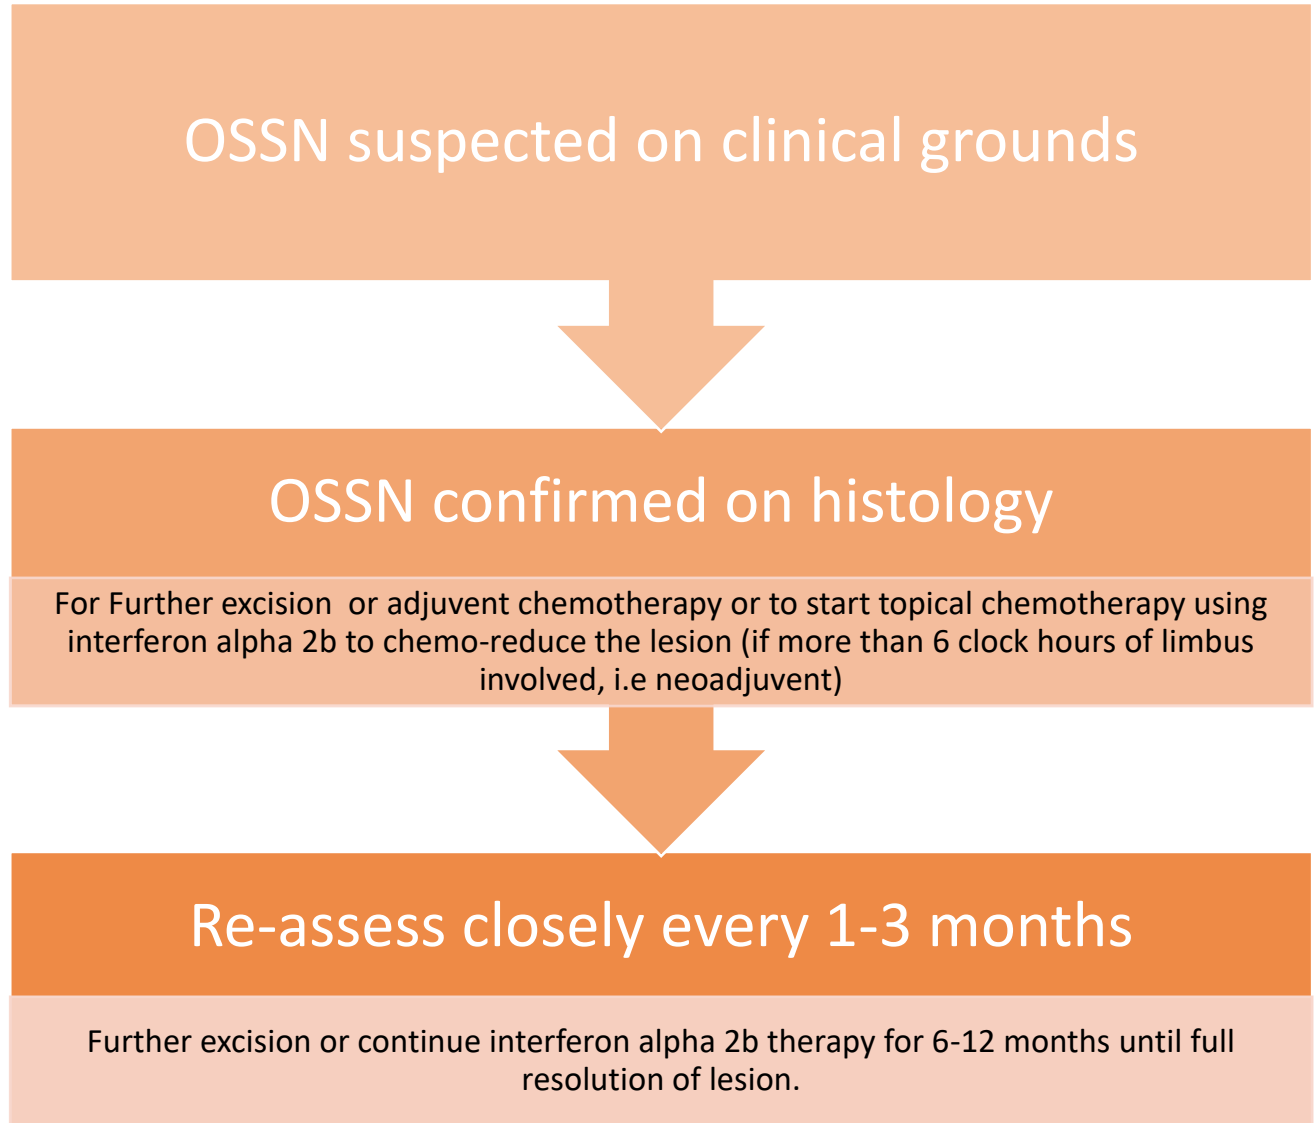 OSSN suspected on clinical grounds
OSSN confirmed on histology
For Further excision  or adjuvent chemotherapy or to start topical chemotherapy using
interferon alpha 2b to chemo-reduce the lesion (if more than 6 clock hours of limbus
involved, i.e neoadjuvent)
Re-assess closely every 1-3 months
Further excision or continue interferon alpha 2b therapy for 6-12 months until full
resolution of lesion.